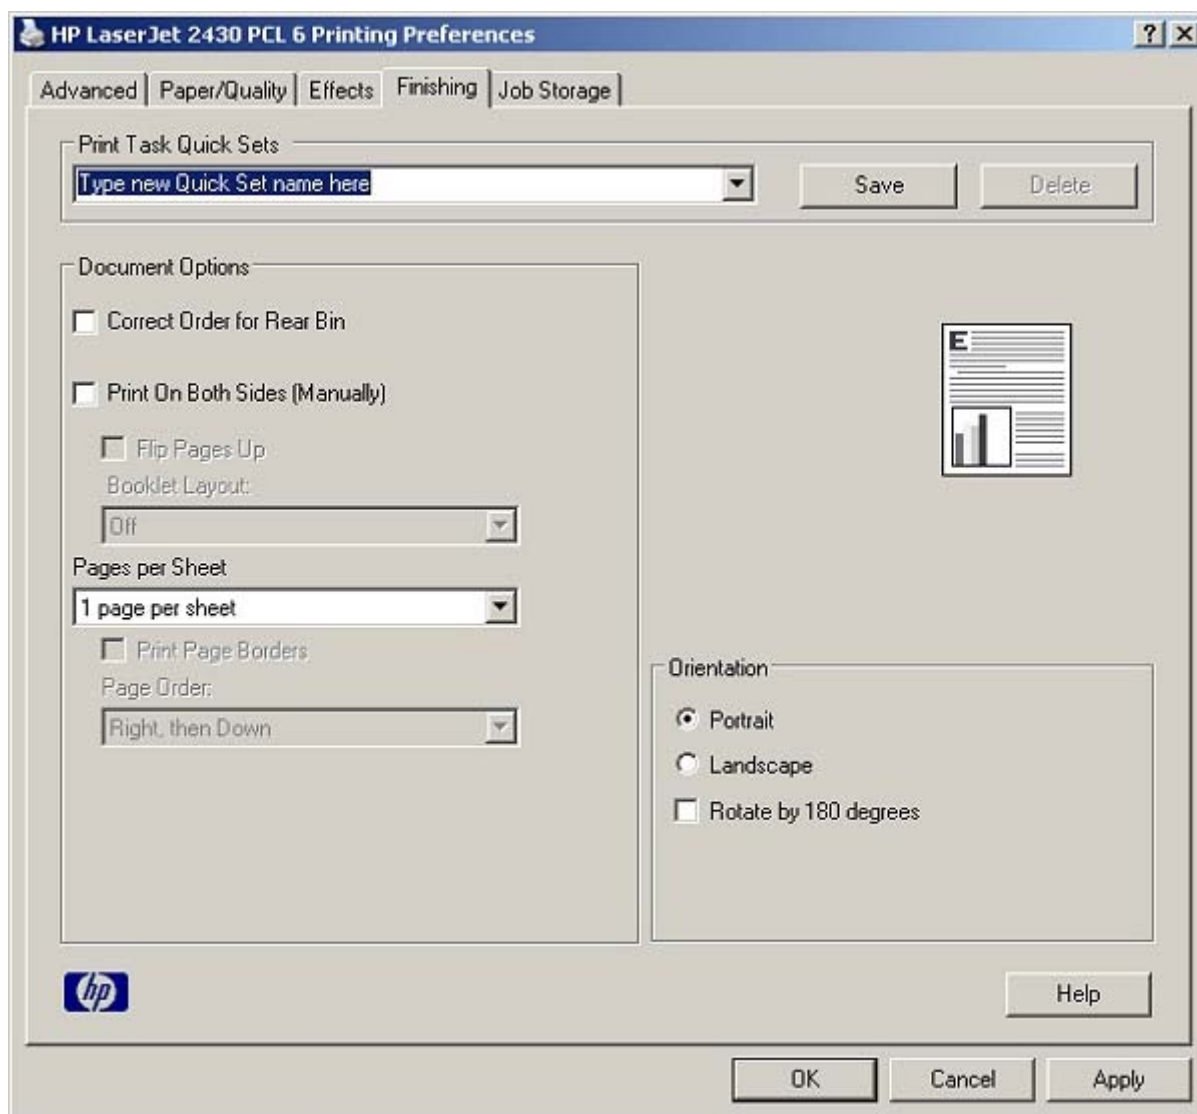 HP LaserJet 2430 PCL 6 Printing Preferences
Advanced Paper/Quality Effects Finishing Job Storage
Print Task Quick Sets
Type new Quick Set name here Save Delete
Document Options
Correct Order for Rear Bin
E
Print On Both Sides (Manually)
Flip Pages Up
Booklet Layout:
Off
Pages per Sheet
1 page per sheet
Print Page Borders
Page Order:
Right, then Down
Orientation
Portrait
Landscape
Rotate by 180 degrees
hp
Help
OK Cancel Apply